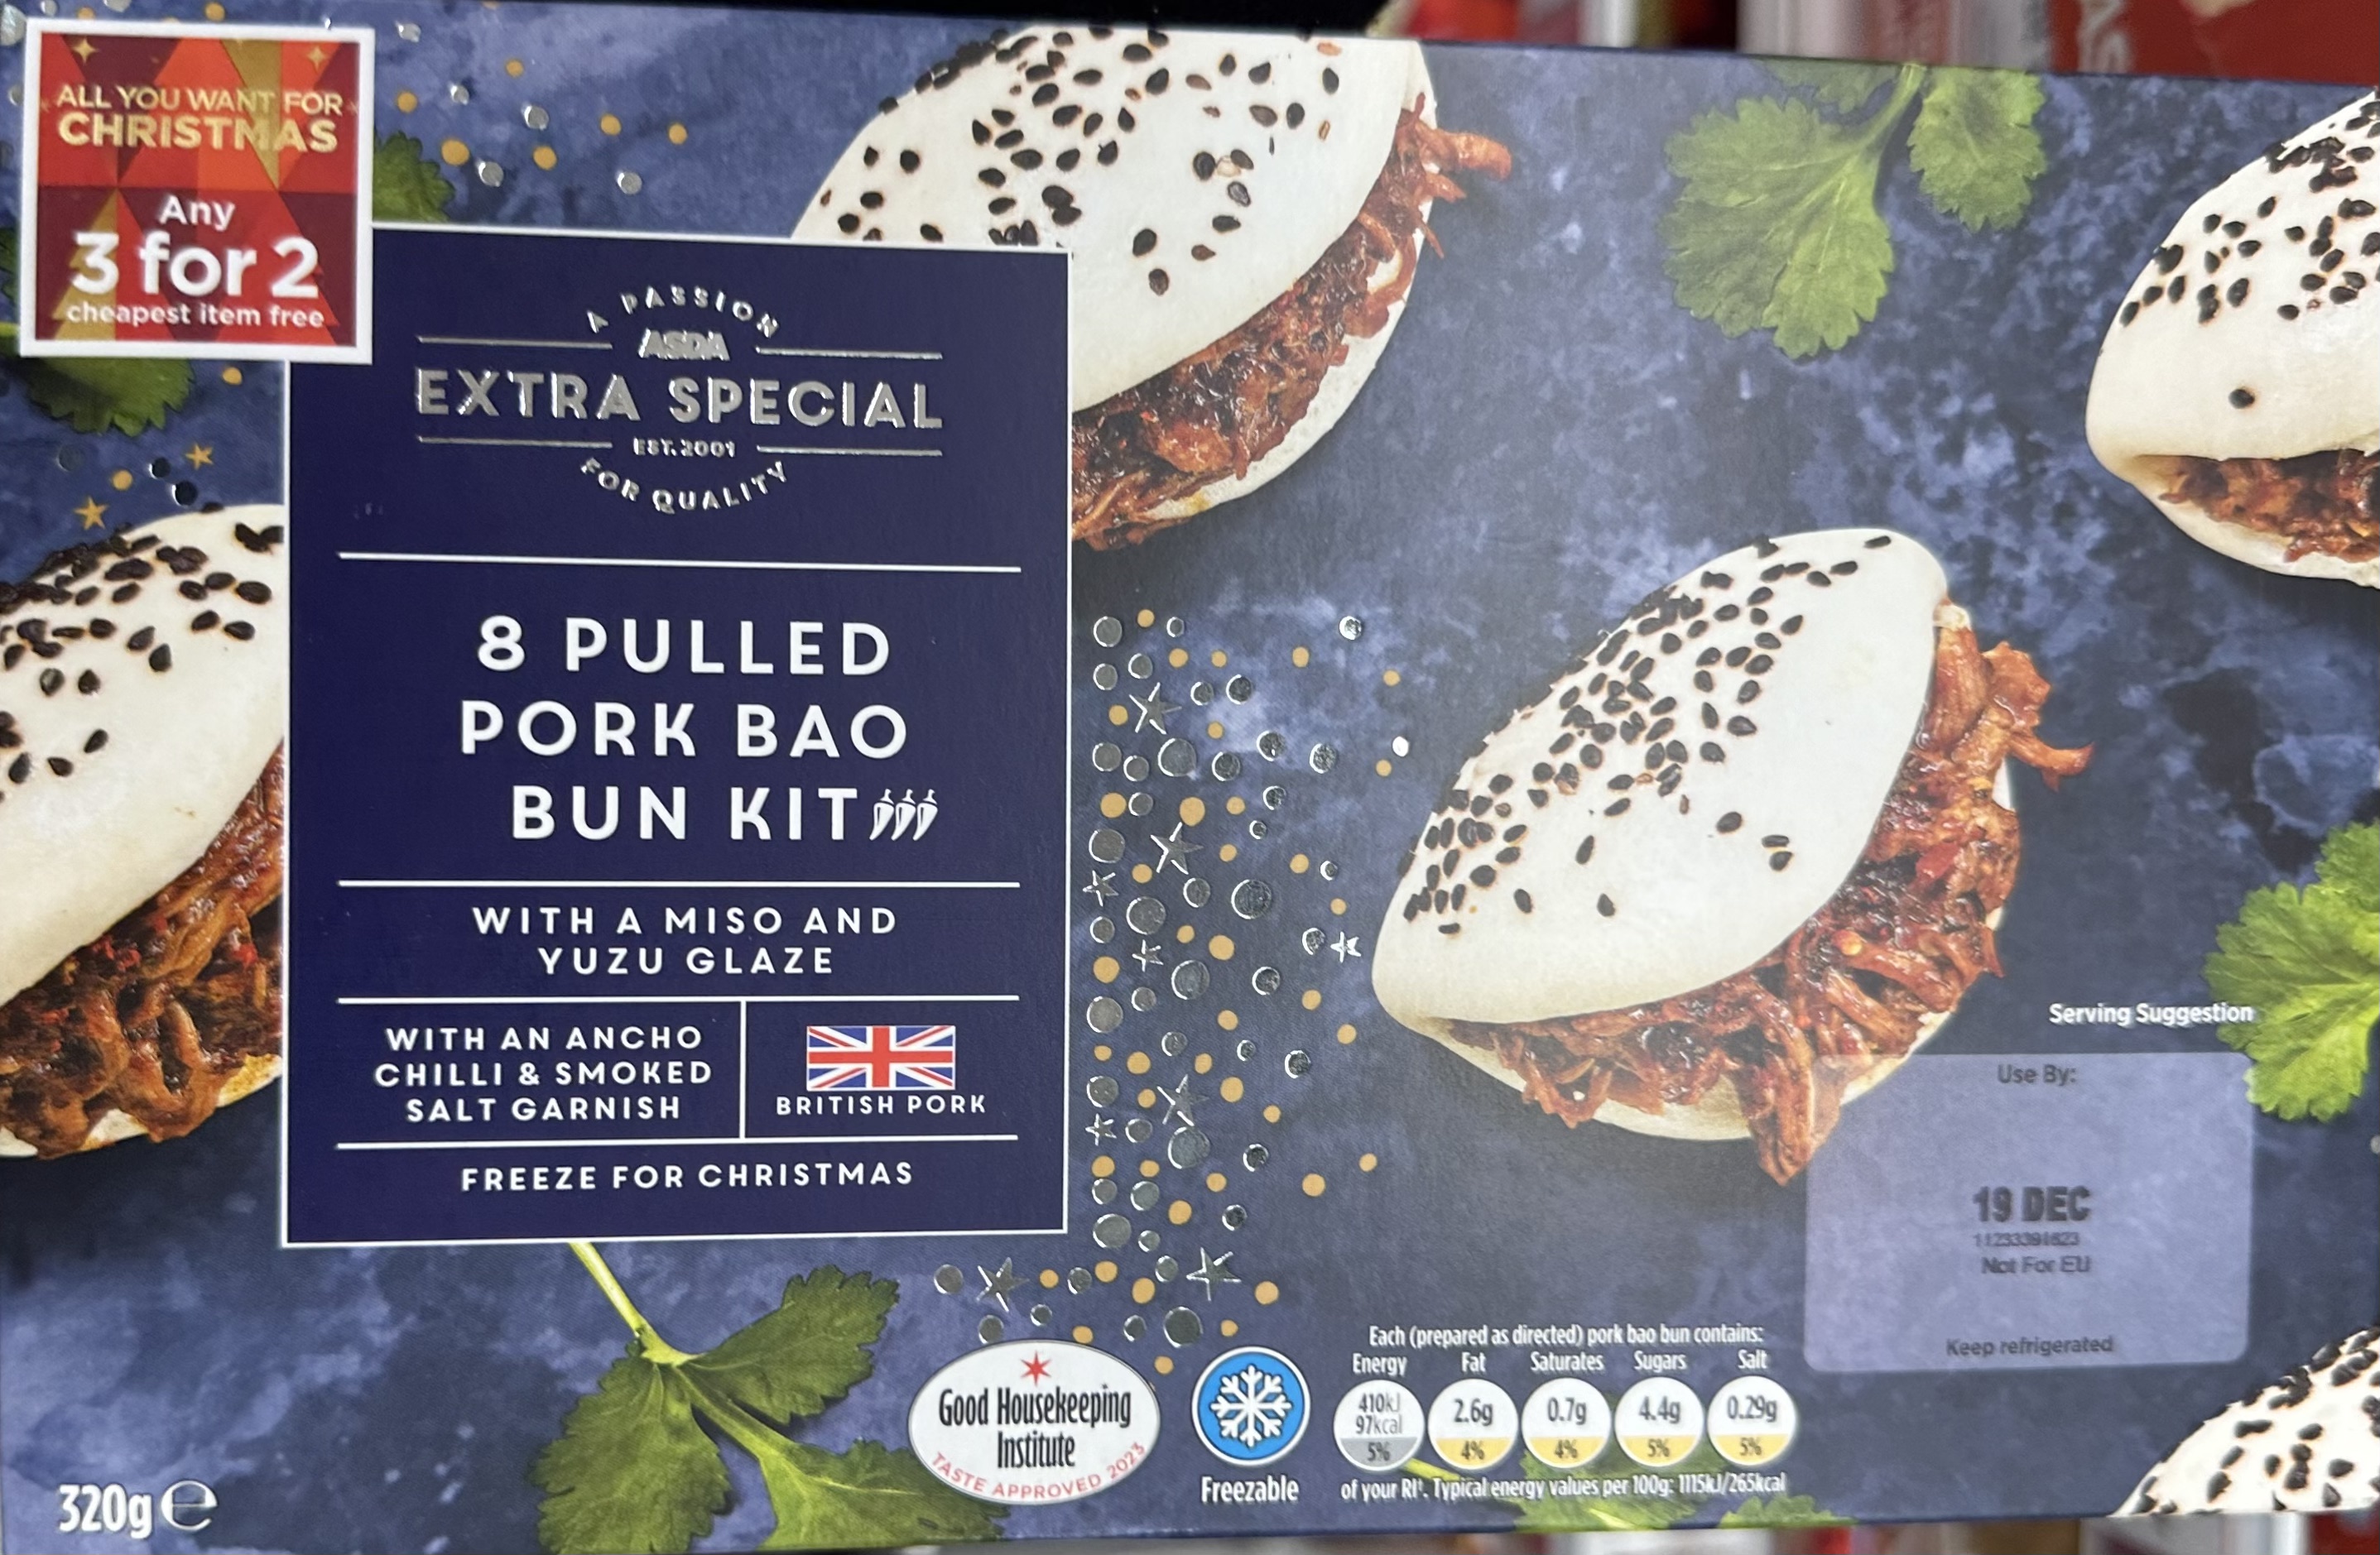 ALL YOU WANT FOR
CHRISTMAS
Any
3 for 2
cheapest item free
A PASSION
ASDA
EXTRA SPECIAL
EST. 2001
FOR QUALITY
8 PULLED
PORK BAO
BUN KIT
WITH A MISO AND
YUZU GLAZE
WITH AN ANCHO
CHILLI & SMOKED
SALT GARNISH
BRITISH PORK
FREEZE FOR CHRISTMAS
Serving Suggestion
Use By:
19 DEC
Not For EU
Keep refrigerated
320g e
Good Housekeeping
Institute
TASTE APPROVED 2023
Freezable
Each (prepared as directed) pork bao bun contains:
Energy Fat Saturates Sugars Salt
410kJ
97kcal 2.6g 0.7g 4.4g 0.29g
5% 4% 4% 5% 5%
of your RI†. Typical energy values per 100g: 1115kJ/265kcal